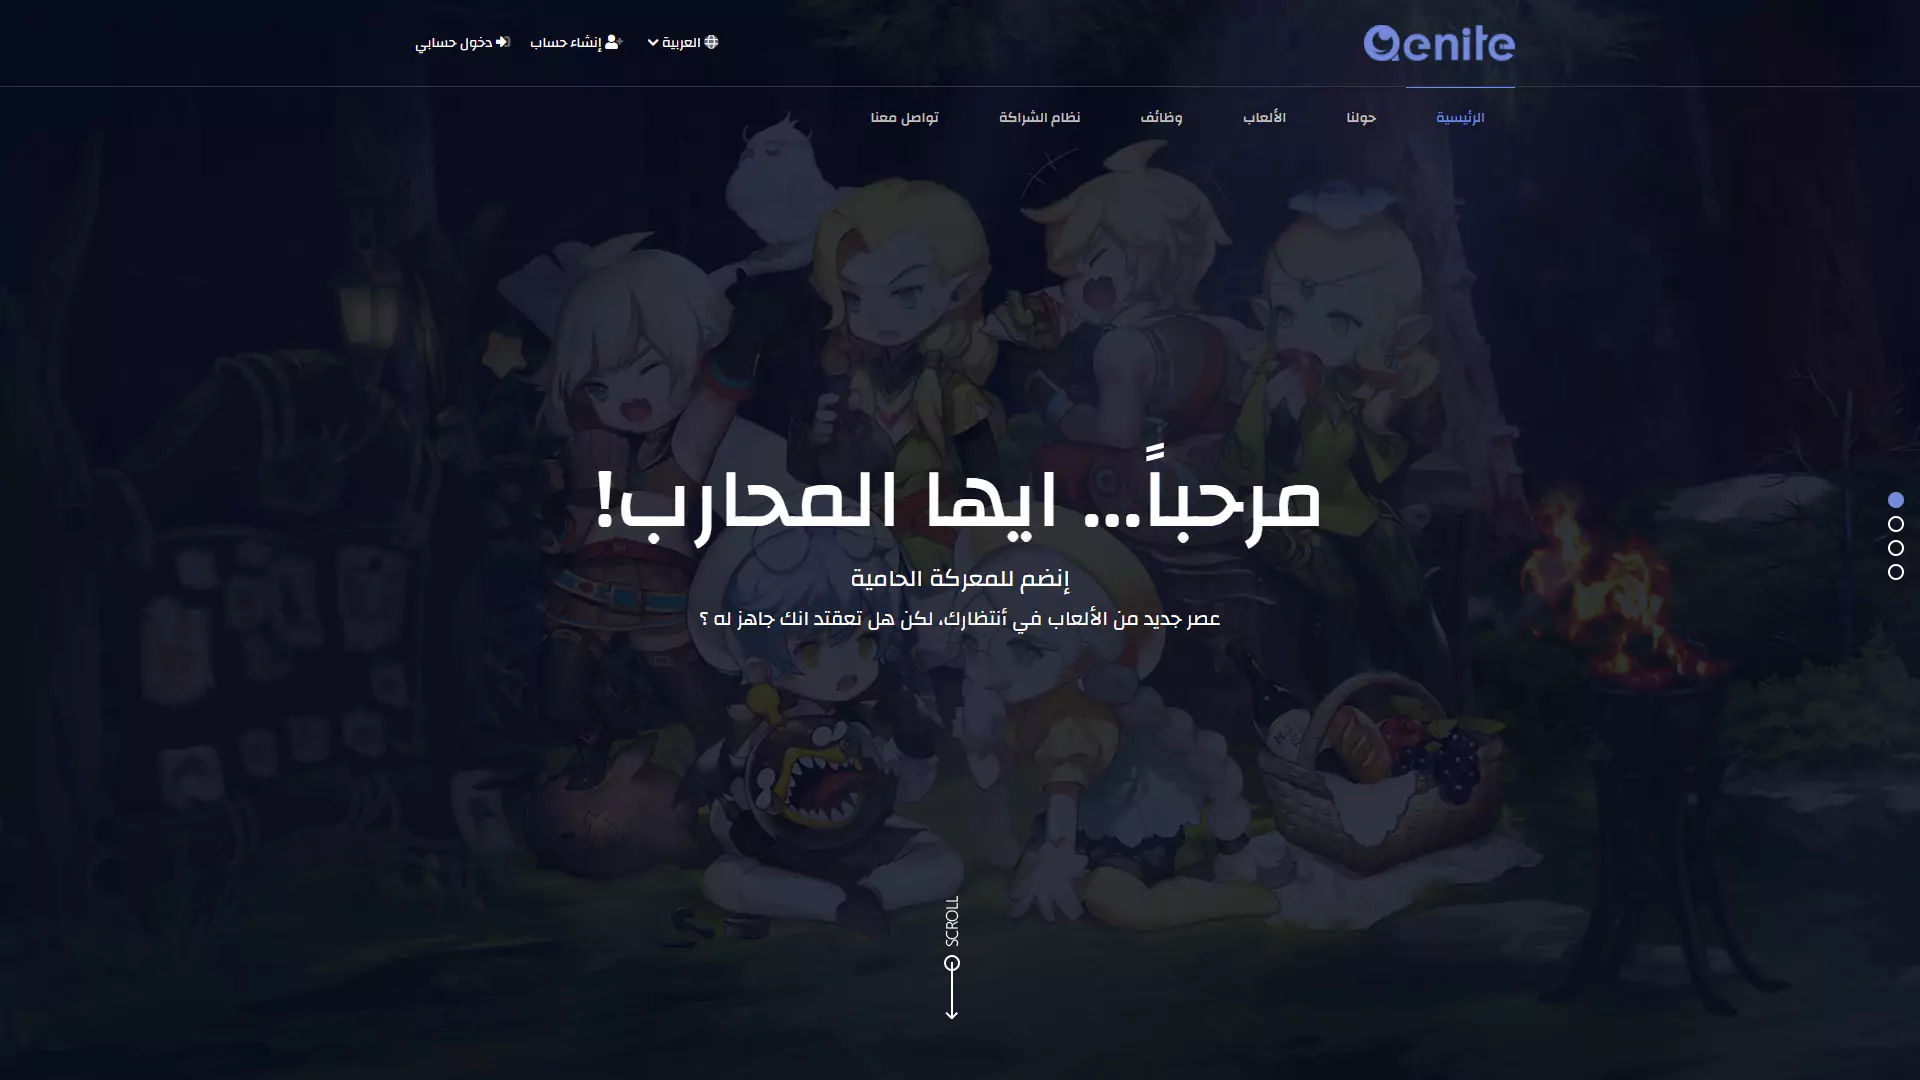 Qenite
العربية
إنشاء حساب
دخول حسابي
الرئيسية
حولنا
الألعاب
وظائف
نظام الشراكة
تواصل معنا
مرحباً... ايها المحارب!
إنضم للمعركة الحامية
عصر جديد من الألعاب في أنتظارك، لكن هل تعقتد انك جاهز له ؟
SCROLL